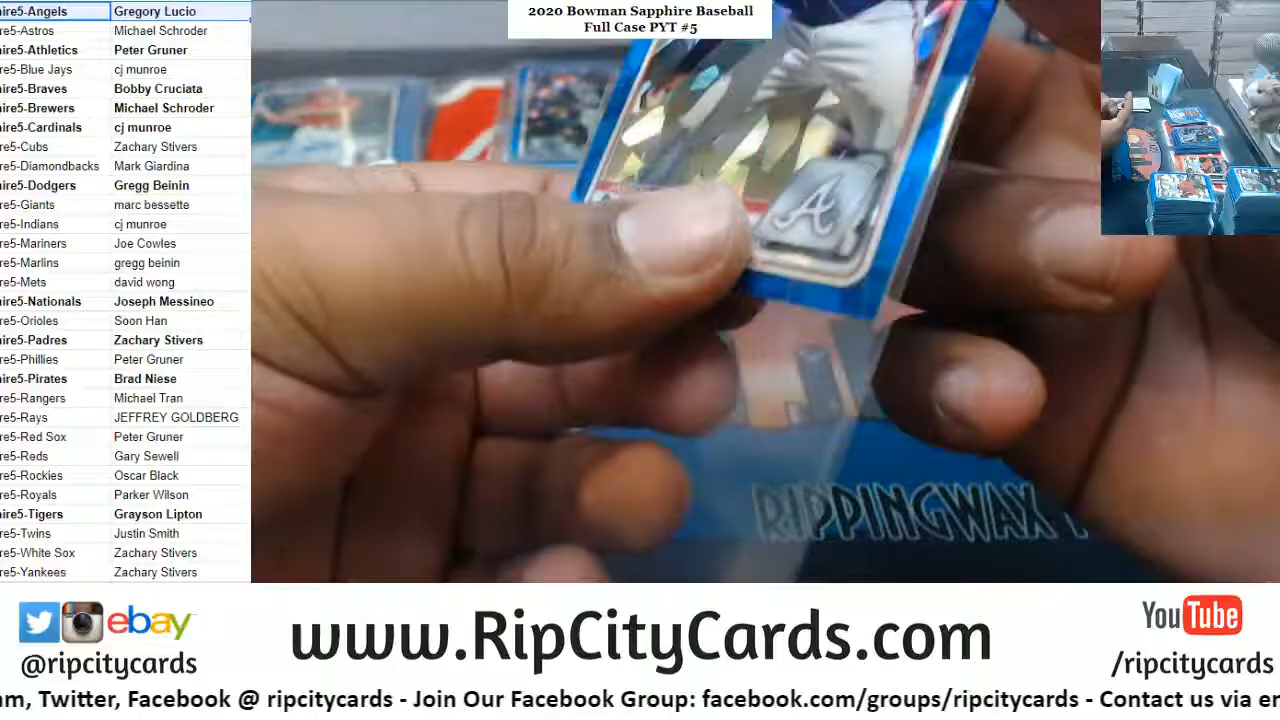 2020 Bowman Sapphire Baseball
Full Case PYT #5
ire5-Angels Gregory Lucio
re5-Astros Michael Schroder
ire5-Athletics Peter Gruner
re5-Blue Jays cj munroe
ire5-Braves Bobby Cruciata
ire5-Brewers Michael Schroder
ire5-Cardinals cj munroe
re5-Cubs Zachary Stivers
re5-Diamondbacks Mark Giardina
ire5-Dodgers Gregg Beinin
re5-Giants marc bessette
re5-Indians cj munroe
re5-Mariners Joe Cowles
re5-Marlins gregg beinin
re5-Mets david wong
ire5-Nationals Joseph Messineo
re5-Orioles Soon Han
ire5-Padres Zachary Stivers
re5-Phillies Peter Gruner
ire5-Pirates Brad Niese
re5-Rangers Michael Tran
re5-Rays JEFFREY GOLDBERG
re5-Red Sox Peter Gruner
re5-Reds Gary Sewell
re5-Rockies Oscar Black
re5-Royals Parker Wilson
ire5-Tigers Grayson Lipton
re5-Twins Justin Smith
re5-White Sox Zachary Stivers
re5-Yankees Zachary Stivers
A
RIPPINGWAX
ebay
@ripcitycards
www.RipCityCards.com
YouTube
/ripcitycards
am, Twitter, Facebook @ ripcitycards - Join Our Facebook Group: facebook.com/groups/ripcitycards - Contact us via em